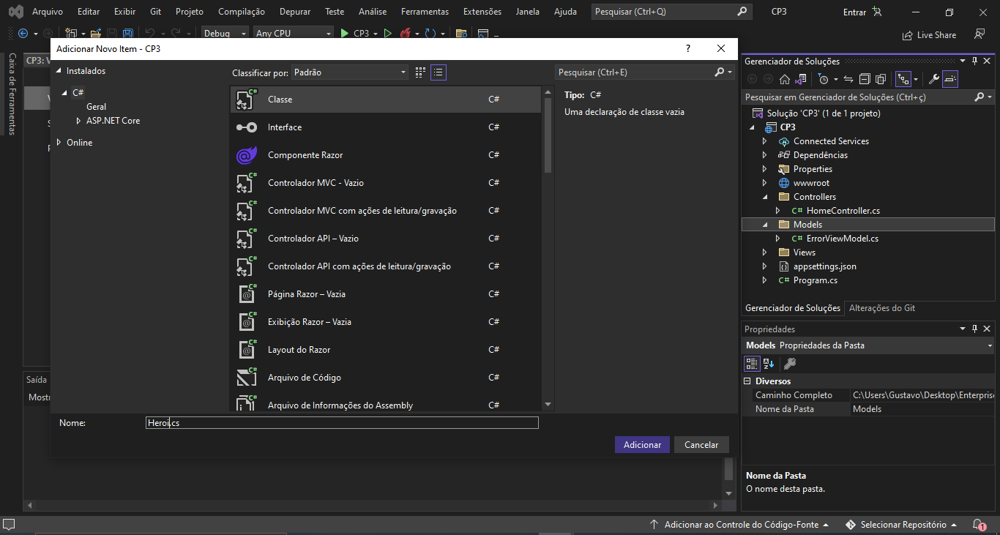 Arquivo Editar Exibir Git Projeto Compilação Depurar Teste Análise Ferramentas Extensões Janela Ajuda Pesquisar (Ctrl+Q) CP3 Entrar
Debug Any CPU CP3 Live Share
Caixa de Ferramentas
CP3: V
Adicionar Novo Item - CP3
?
Instalados
C#
Geral
ASP.NET Core
Online
Classificar por: Padrão
Pesquisar (Ctrl+E)
Classe C#
Interface C#
Componente Razor C#
Controlador MVC - Vazio C#
Controlador MVC com ações de leitura/gravação C#
Controlador API – Vazio C#
Controlador API com ações de leitura/gravação C#
Página Razor – Vazia C#
Exibição Razor – Vazia C#
Layout do Razor C#
Arquivo de Código C#
Arquivo de Informações do Assembly C#
Tipo: C#
Uma declaração de classe vazia
Nome: Heroi.cs
Adicionar Cancelar
Saída
Mostr
Gerenciador de Soluções
Pesquisar em Gerenciador de Soluções (Ctrl+ç)
Solução 'CP3' (1 de 1 projeto)
CP3
Connected Services
Dependências
Properties
wwwroot
Controllers
C# HomeController.cs
Models
C# ErrorViewModel.cs
Views
appsettings.json
C# Program.cs
Gerenciador de Soluções Alterações do Git
Propriedades
Models Propriedades da Pasta
Diversos
Caminho Completo C:\Users\Gustavo\Desktop\Enterprise
Nome da Pasta Models
Nome da Pasta
O nome desta pasta.
Adicionar ao Controle do Código-Fonte Selecionar Repositório 1